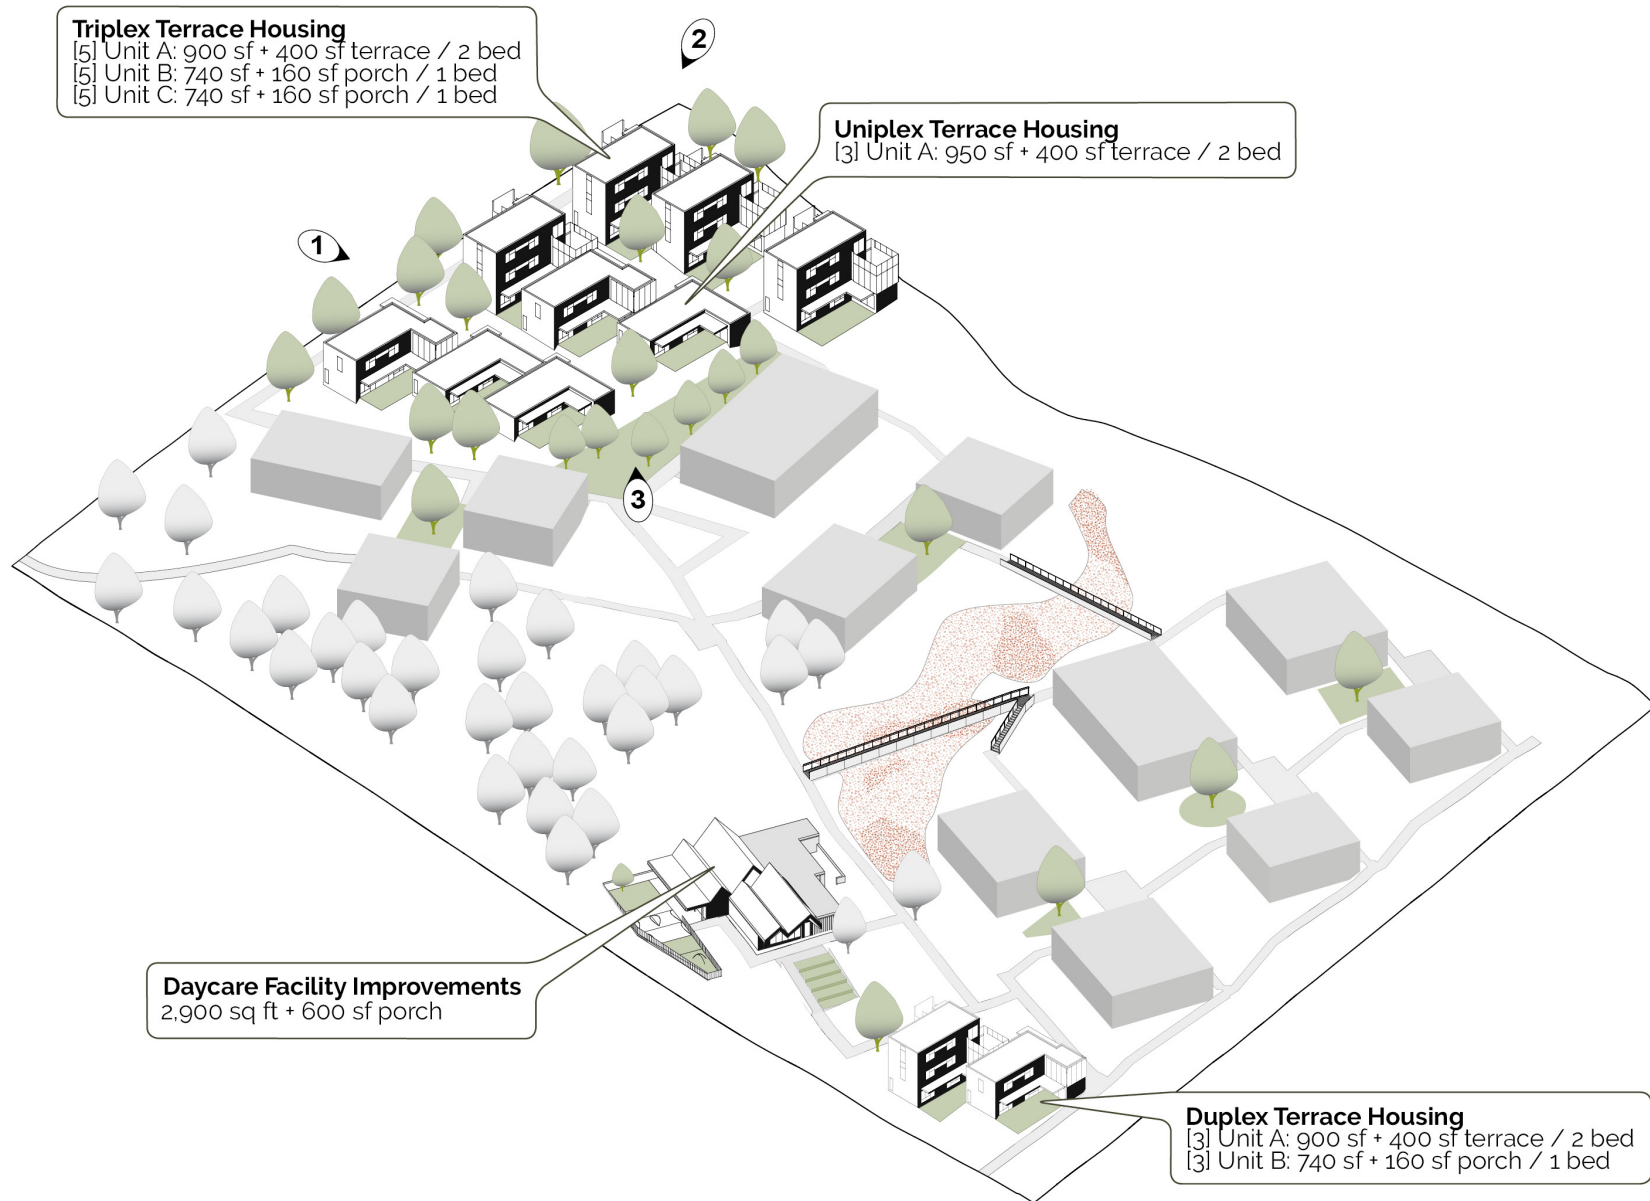 Triplex Terrace Housing
[5] Unit A: 900 sf + 400 sf terrace / 2 bed
[5] Unit B: 740 sf + 160 sf porch / 1 bed
[5] Unit C: 740 sf + 160 sf porch / 1 bed
2
Uniplex Terrace Housing
[3] Unit A: 950 sf + 400 sf terrace / 2 bed
1
3
Daycare Facility Improvements
2,900 sq ft + 600 sf porch
Duplex Terrace Housing
[3] Unit A: 900 sf + 400 sf terrace / 2 bed
[3] Unit B: 740 sf + 160 sf porch / 1 bed